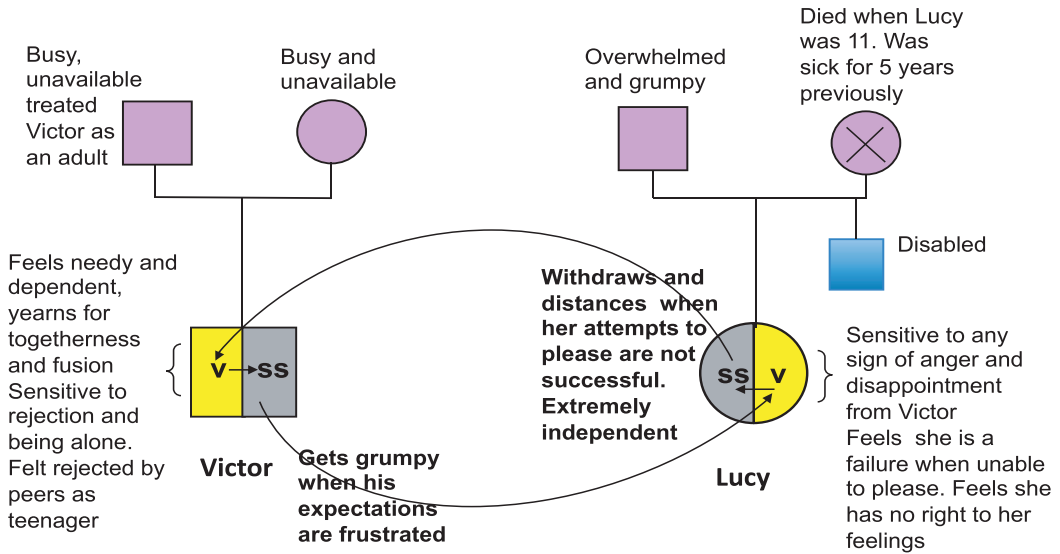 Busy,
unavailable
treated
Victor as
an adult
Busy and
unavailable
Overwhelmed
and grumpy
Died when Lucy
was 11. Was
sick for 5 years
previously
Disabled
Feels needy and
dependent,
yearns for
togetherness
and fusion
Sensitive to
rejection and
being alone.
Felt rejected by
peers as
teenager
v
ss
Victor
Gets grumpy
when his
expectations
are frustrated
Withdraws and
distances when
her attempts to
please are not
successful.
Extremely
independent
ss
v
Lucy
Sensitive to any
sign of anger and
disappointment
from Victor
Feels she is a
failure when unable
to please. Feels she
has no right to her
feelings